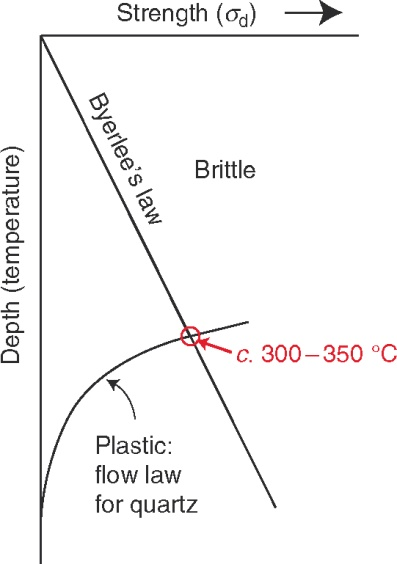 Strength (σd)
Depth (temperature)
Byerlee's law
Brittle
c. 300–350 °C
Plastic:
flow law
for quartz